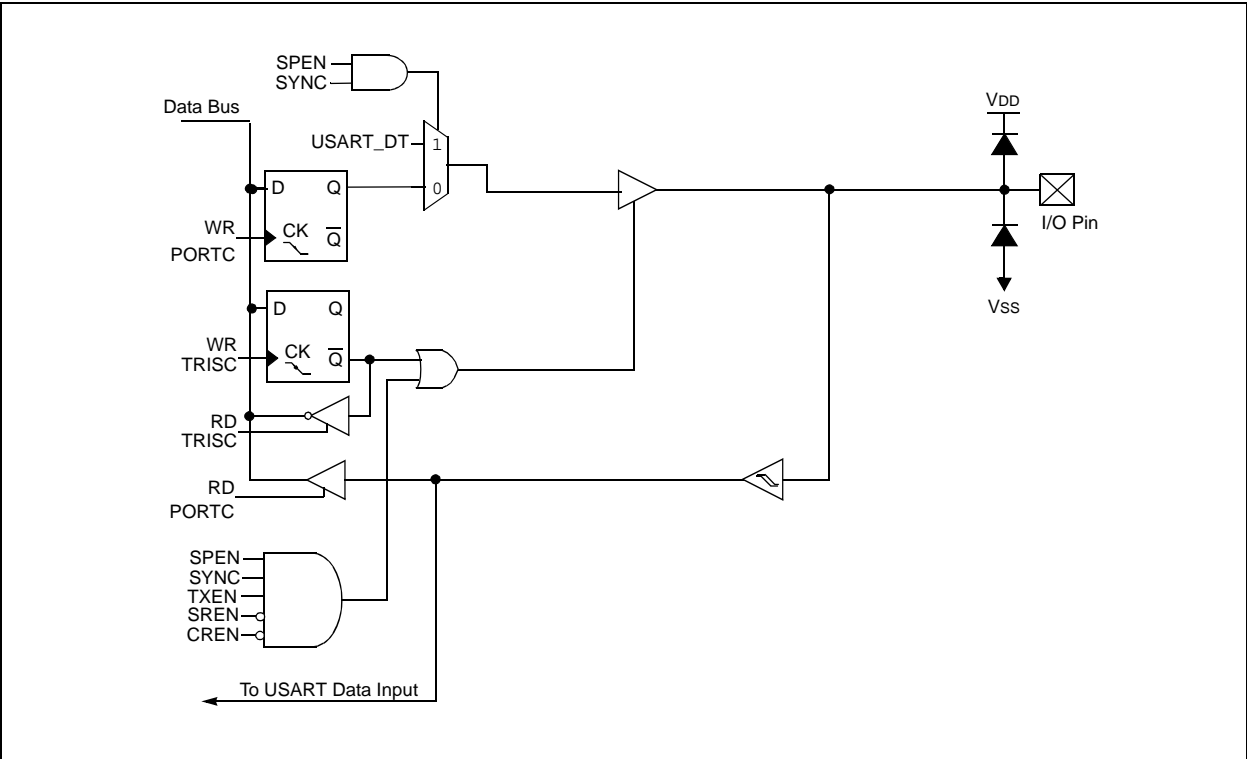 SPEN
SYNC
Data Bus
USART_DT
1
0
D Q
WR
PORTC
CK
Q
VDD
I/O Pin
VSS
D Q
WR
TRISC
CK
Q
RD
TRISC
RD
PORTC
SPEN
SYNC
TXEN
SREN
CREN
To USART Data Input